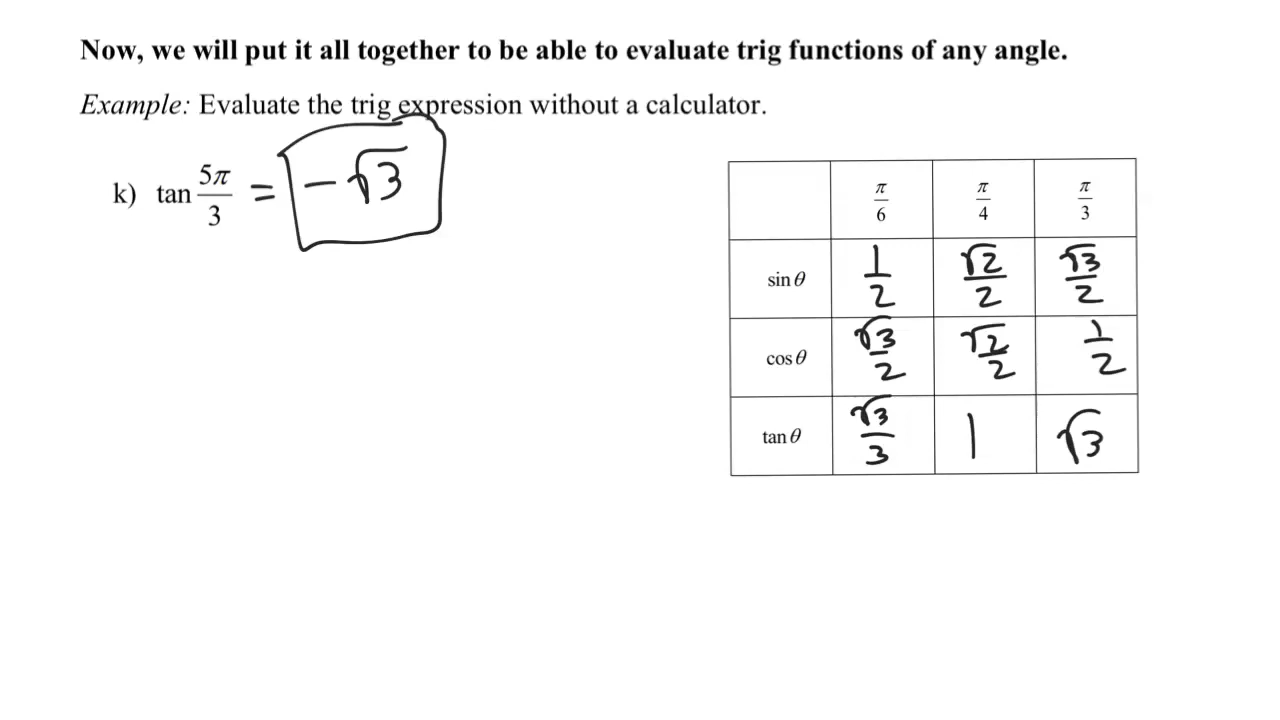 Now, we will put it all together to be able to evaluate trig functions of any angle.
Example: Evaluate the trig expression without a calculator.
k) tan 5π/3 = -√3
π/6 π/4 π/3
sin θ 1/2 √2/2 √3/2
cos θ √3/2 √2/2 1/2
tan θ √3/3 1 √3